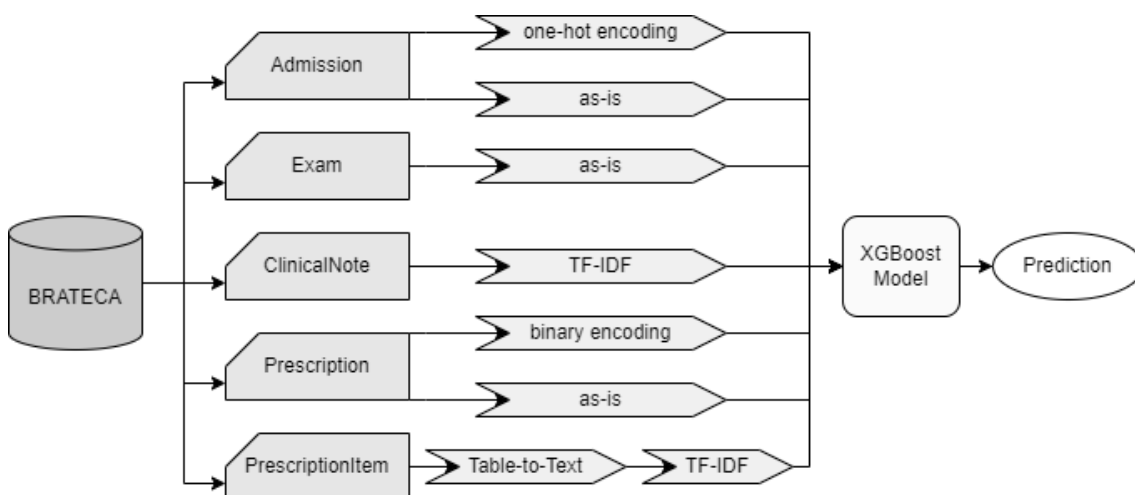 one-hot encoding
Admission
as-is
Exam
as-is
BRATECA
ClinicalNote
TF-IDF
XGBoost
Model
Prediction
binary encoding
Prescription
as-is
PrescriptionItem
Table-to-Text
TF-IDF